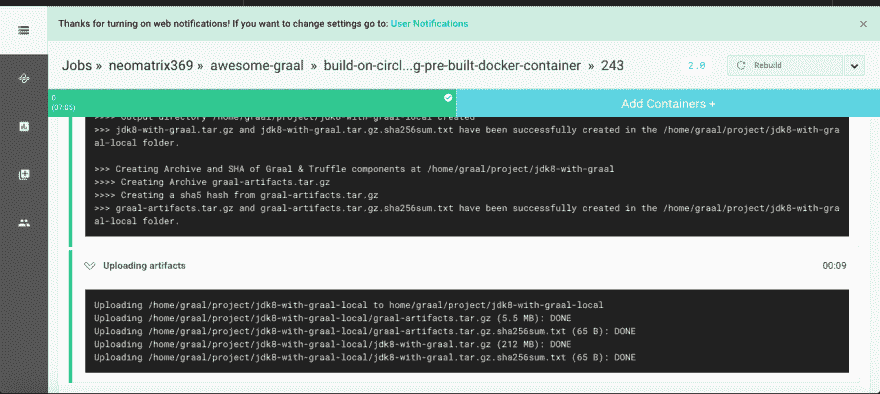 Thanks for turning on web notifications! If you want to change settings go to: User Notifications ×
Jobs » neomatrix369 » awesome-graal » build-on-circl...g-pre-built-docker-container » 243 2.0 Rebuild
0
(07:05)
Add Containers +
>>>> Output directory /home/graal/project/jdk8-with-graal-local created
>>> jdk8-with-graal.tar.gz and jdk8-with-graal.tar.gz.sha256sum.txt have been successfully created in the /home/graal/project/jdk8-with-gra
al-local folder.
>>> Creating Archive and SHA of Graal & Truffle components at /home/graal/project/jdk8-with-graal
>>>> Creating Archive graal-artifacts.tar.gz
>>>> Creating a sha5 hash from graal-artifacts.tar.gz
>>> graal-artifacts.tar.gz and graal-artifacts.tar.gz.sha256sum.txt have been successfully created in the /home/graal/project/jdk8-with-gra
al-local folder.
Uploading artifacts 00:09
Uploading /home/graal/project/jdk8-with-graal-local to home/graal/project/jdk8-with-graal-local
Uploading /home/graal/project/jdk8-with-graal-local/graal-artifacts.tar.gz (5.5 MB): DONE
Uploading /home/graal/project/jdk8-with-graal-local/graal-artifacts.tar.gz.sha256sum.txt (65 B): DONE
Uploading /home/graal/project/jdk8-with-graal-local/jdk8-with-graal.tar.gz (212 MB): DONE
Uploading /home/graal/project/jdk8-with-graal-local/jdk8-with-graal.tar.gz.sha256sum.txt (65 B): DONE